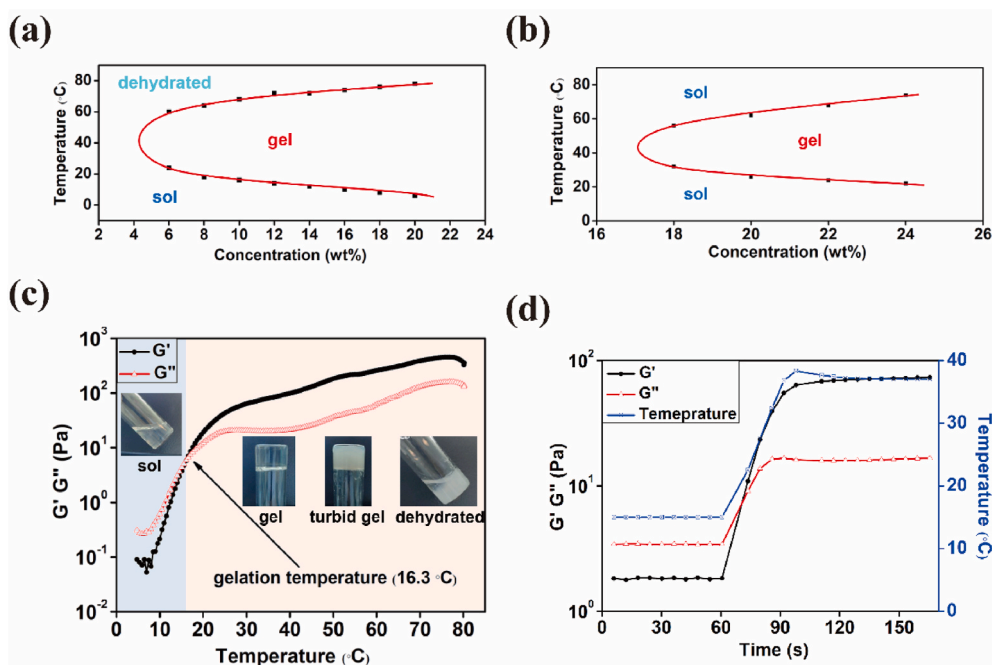 (a)
dehydrated
gel
sol
Temperature (°C)
80
60
40
20
0
2 4 6 8 10 12 14 16 18 20 22 24
Concentration (wt%)
(b)
sol
gel
sol
Temperature (°C)
80
60
40
20
0
16 18 20 22 24 26
Concentration (wt%)
(c)
G'
G"
sol
gel
turbid gel
dehydrated
gelation temperature (16.3 °C)
G' G" (Pa)
10³
10²
10¹
10⁰
10⁻¹
10⁻²
0 10 20 30 40 50 60 70 80
Temperature (°C)
(d)
G'
G"
Temeprature
G' G" (Pa)
10²
10¹
10⁰
0 30 60 90 120 150
Time (s)
40
30
20
10
0
Temperature (°C)